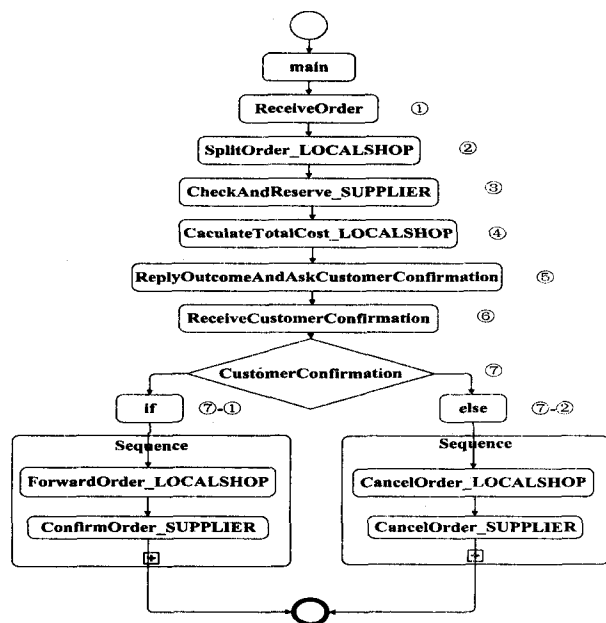 main
ReceiveOrder ①
SplitOrder_LOCALSHOP ②
CheckAndReserve_SUPPLIER ③
CaculateTotalCost_LOCALSHOP ④
ReplyOutcomeAndAskCustomerConfirmation ⑤
ReceiveCustomerConfirmation ⑥
CustomerConfirmation ⑦
if ⑦-① else ⑦-②
Sequence Sequence
ForwardOrder_LOCALSHOP CancelOrder_LOCALSHOP
ConfirmOrder_SUPPLIER CancelOrder_SUPPLIER